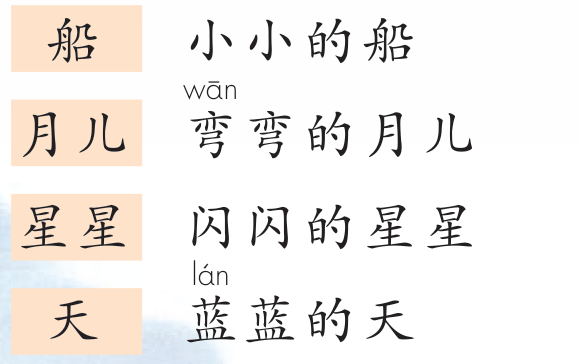 船 小小的船
wān
月儿 弯弯的月儿
星星 闪闪的星星
lán
天 蓝蓝的天